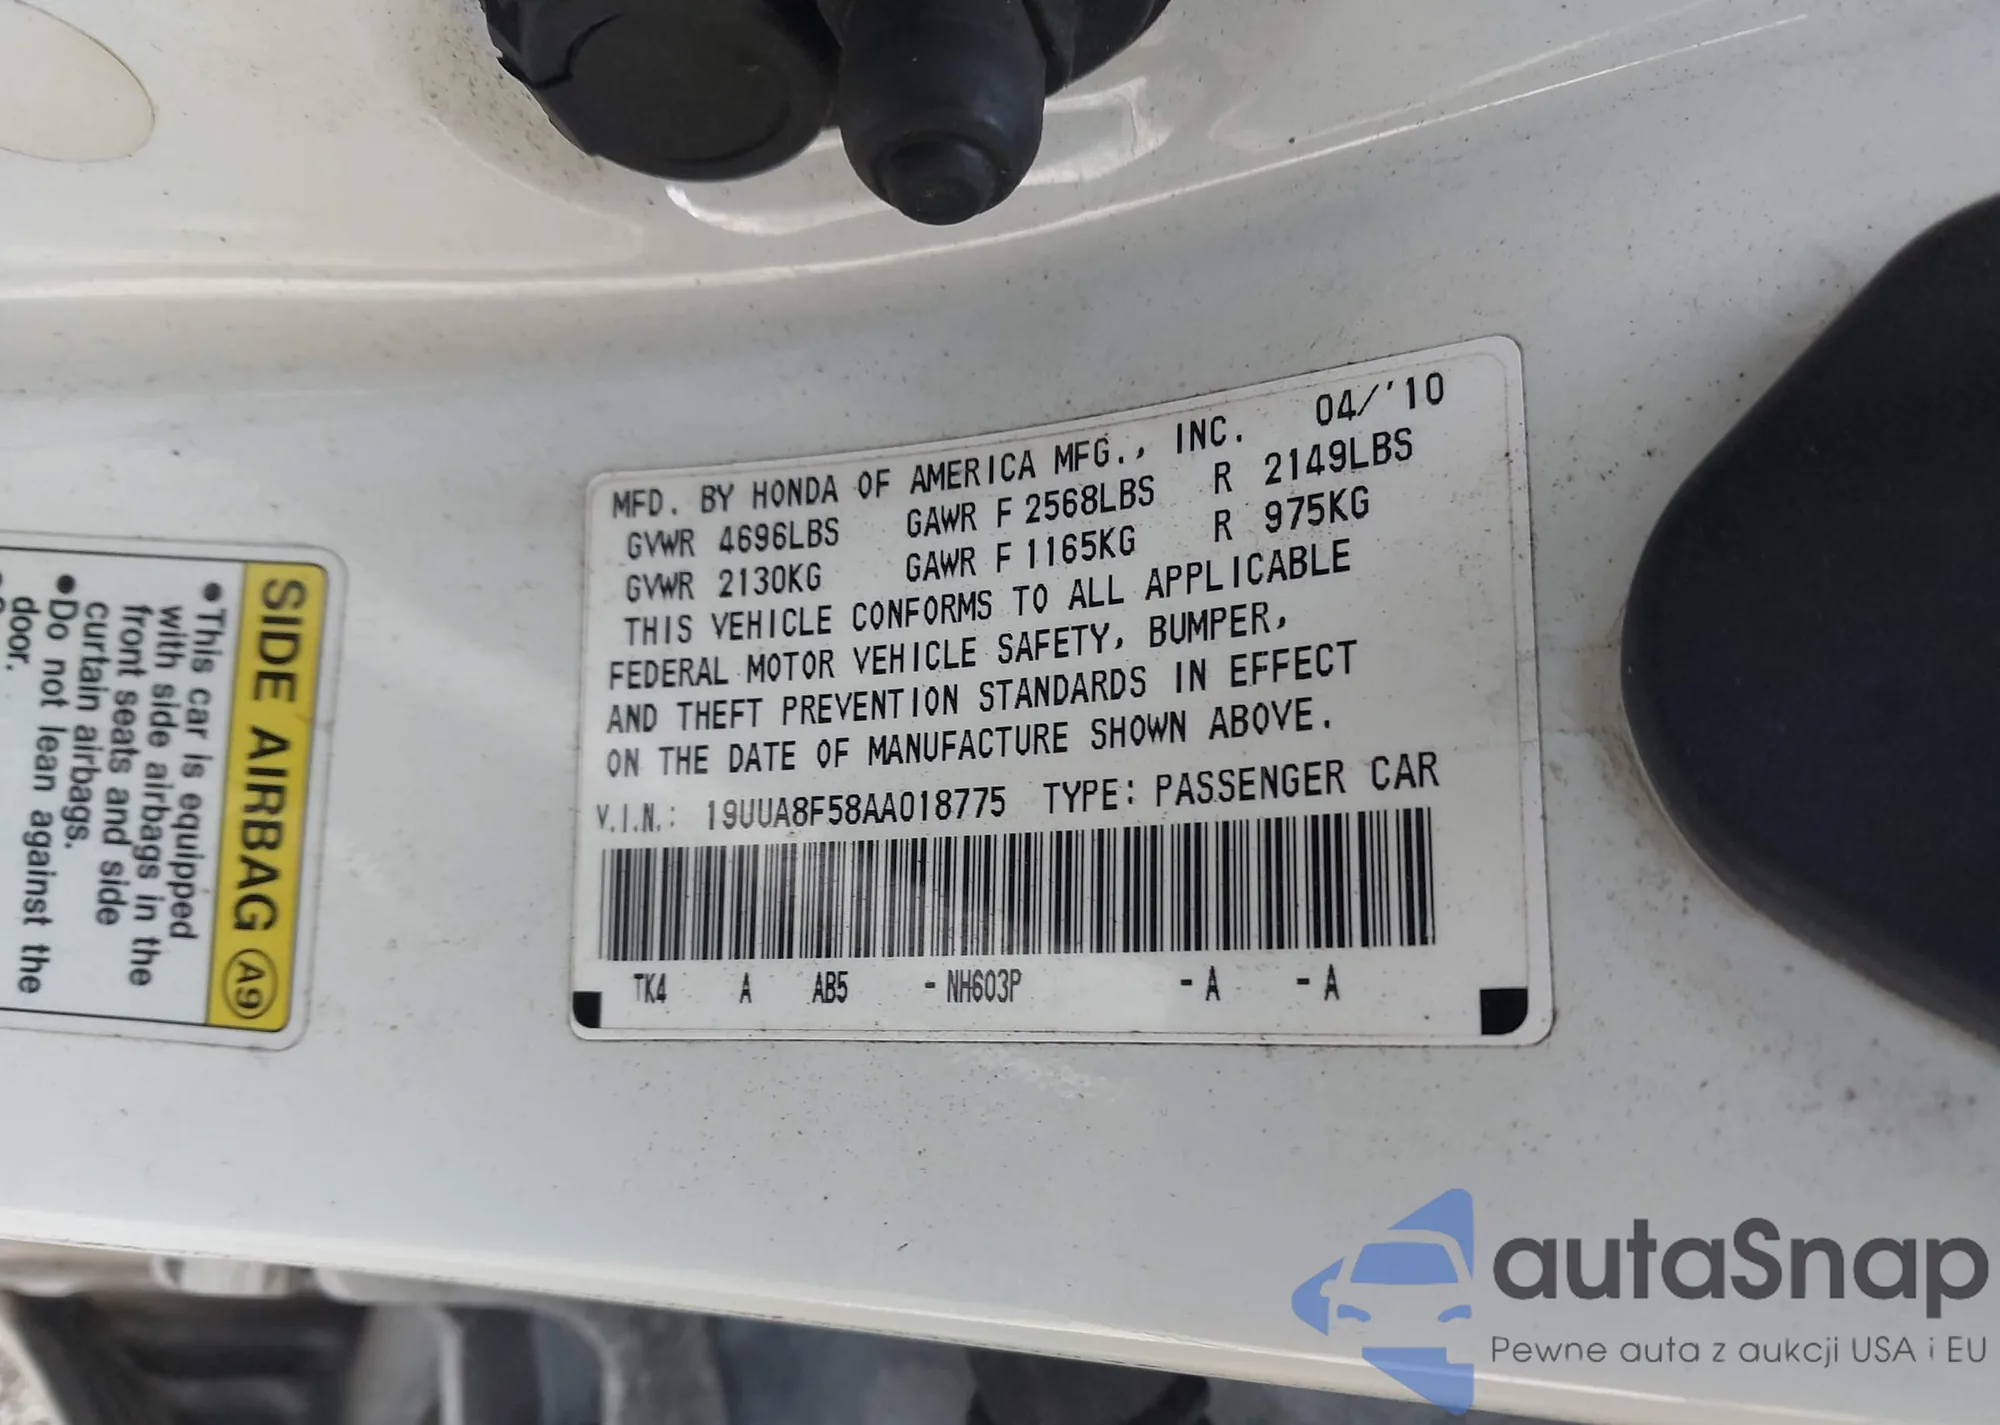 MFD. BY HONDA OF AMERICA MFG., INC. 04/'10
GVWR 4696LBS GAWR F 2568LBS R 2149LBS
GVWR 2130KG GAWR F 1165KG R 975KG
THIS VEHICLE CONFORMS TO ALL APPLICABLE
FEDERAL MOTOR VEHICLE SAFETY, BUMPER,
AND THEFT PREVENTION STANDARDS IN EFFECT
ON THE DATE OF MANUFACTURE SHOWN ABOVE.
V.I.N.: 19UUA8F58AA018775 TYPE: PASSENGER CAR
TK4 A AB5 - NH603P - A - A
SIDE AIRBAG A9
•This car is equipped
with side airbags in the
front seats and side
curtain airbags.
•Do not lean against the
door.
autaSnap
Pewne auta z aukcji USA i EU